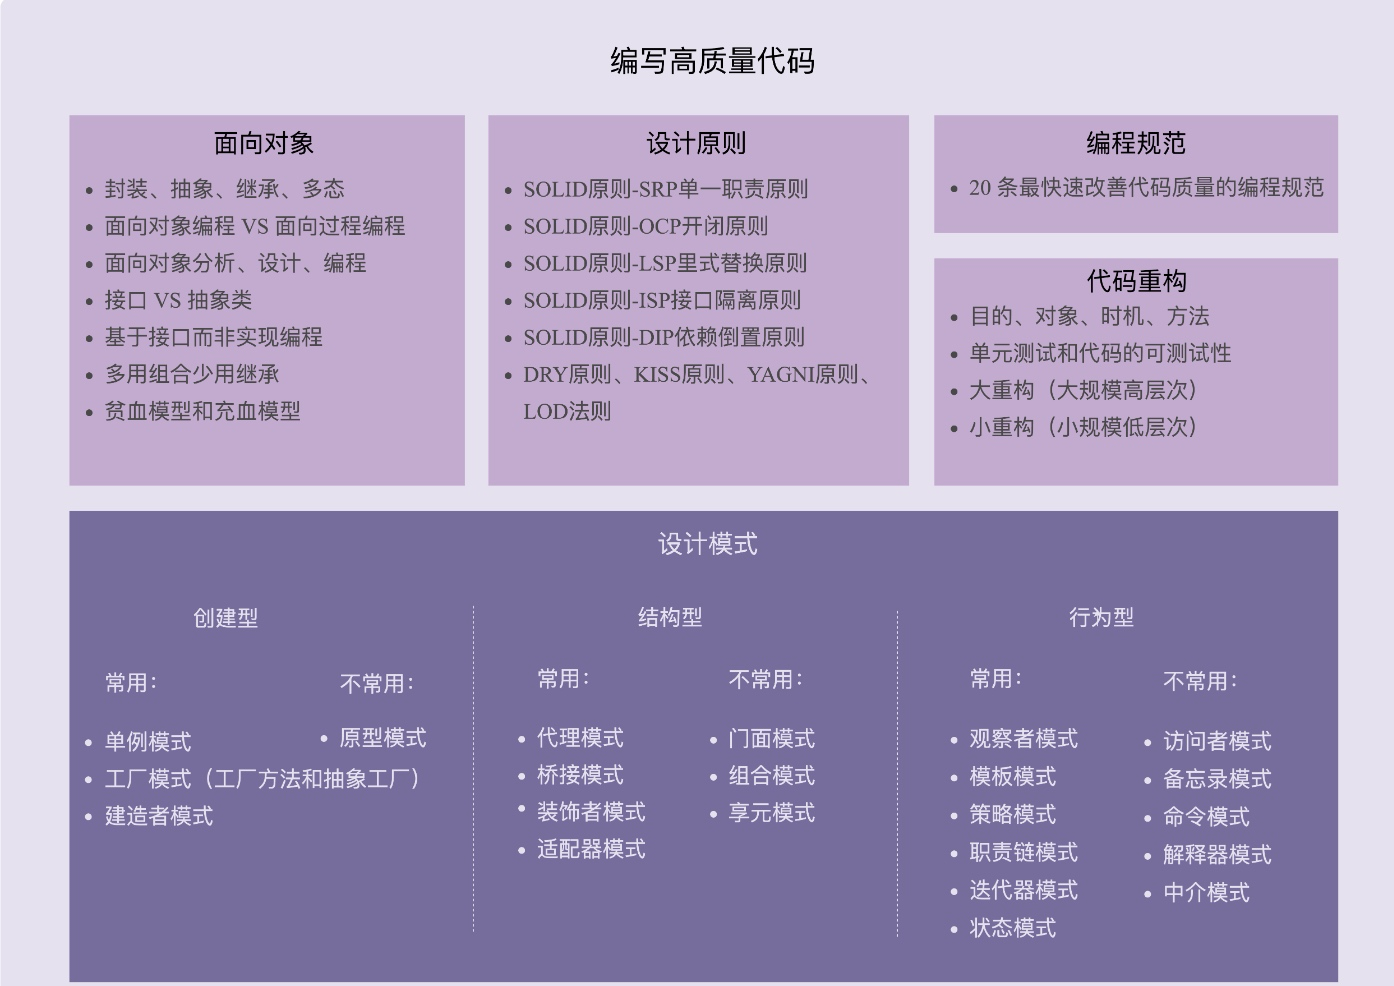 编写高质量代码
面向对象
封装、抽象、继承、多态
面向对象编程 VS 面向过程编程
面向对象分析、设计、编程
接口 VS 抽象类
基于接口而非实现编程
多用组合少用继承
贫血模型和充血模型
设计原则
SOLID原则-SRP单一职责原则
SOLID原则-OCP开闭原则
SOLID原则-LSP里式替换原则
SOLID原则-ISP接口隔离原则
SOLID原则-DIP依赖倒置原则
DRY原则、KISS原则、YAGNI原则、
LOD法则
编程规范
20 条最快速改善代码质量的编程规范
代码重构
目的、对象、时机、方法
单元测试和代码的可测试性
大重构（大规模高层次）
小重构（小规模低层次）
设计模式
创建型
常用：
单例模式
工厂模式（工厂方法和抽象工厂）
建造者模式
不常用：
原型模式
结构型
常用：
代理模式
桥接模式
装饰者模式
适配器模式
不常用：
门面模式
组合模式
享元模式
行为型
常用：
观察者模式
模板模式
策略模式
职责链模式
迭代器模式
状态模式
不常用：
访问者模式
备忘录模式
命令模式
解释器模式
中介模式